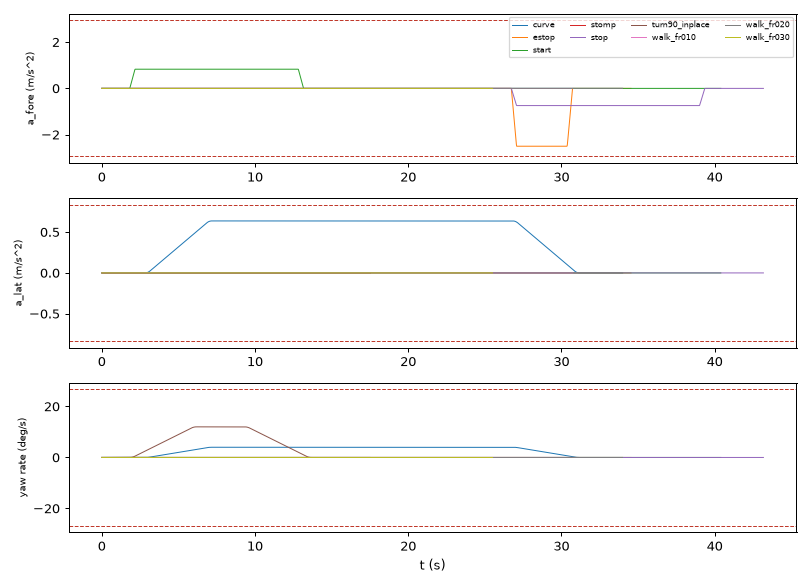 2
0
−2
a_fore (m/s^2)
curve stomp turn90_inplace walk_fr020
estop stop walk_fr010 walk_fr030
start
0 10 20 30 40
0.5
0.0
−0.5
a_lat (m/s^2)
0 10 20 30 40
20
0
−20
yaw rate (deg/s)
0 10 20 30 40
t (s)